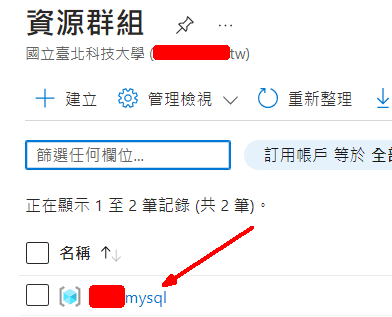 資源群組
國立臺北科技大學 ( tw)
建立 管理檢視 重新整理
篩選任何欄位...
訂用帳戶 等於 全部
正在顯示 1 至 2 筆記錄 (共 2 筆)。
名稱 ↑↓
mysql